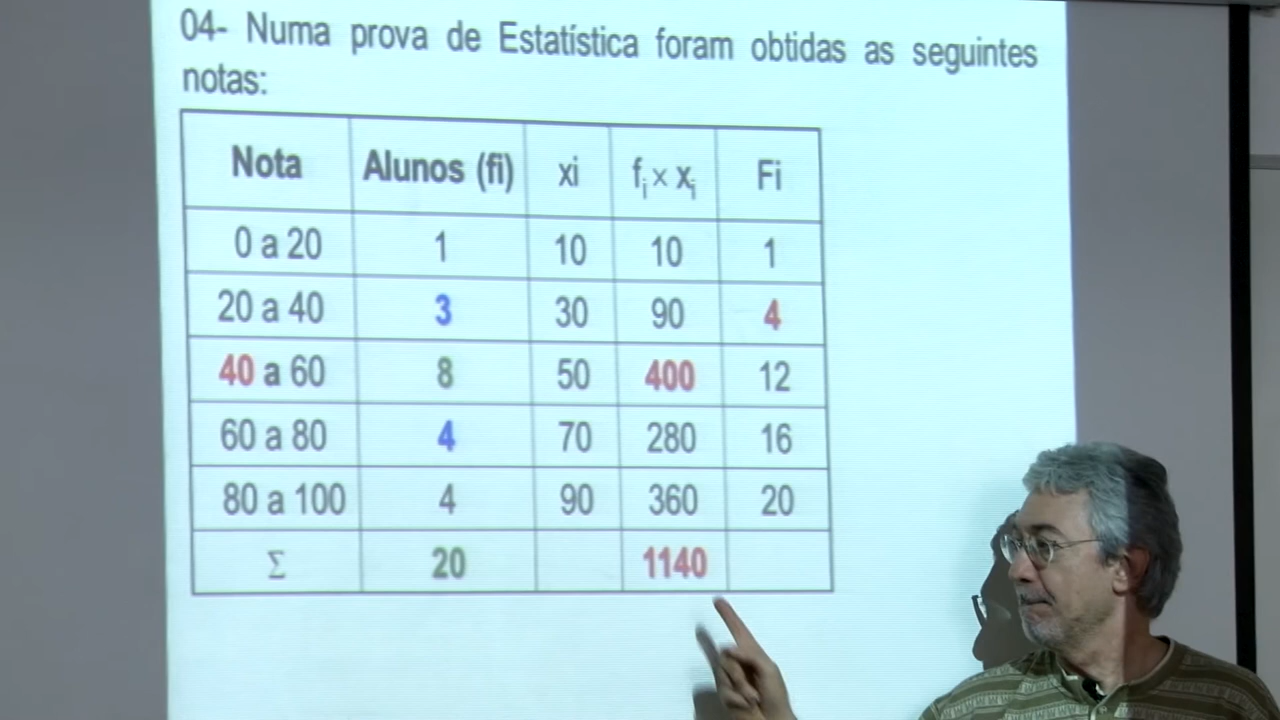 04- Numa prova de Estatística foram obtidas as seguintes
notas:
Nota Alunos (fi) xi fi × xi Fi
0 a 20 1 10 10 1
20 a 40 3 30 90 4
40 a 60 8 50 400 12
60 a 80 4 70 280 16
80 a 100 4 90 360 20
Σ 20 1140